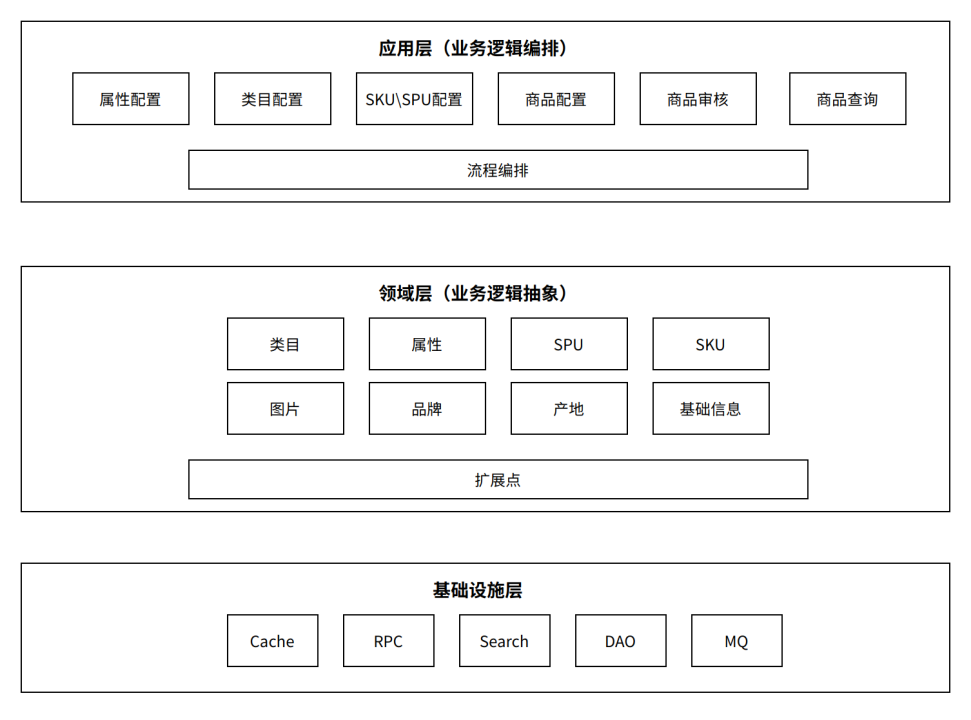 应用层（业务逻辑编排）
属性配置
类目配置
SKU\SPU配置
商品配置
商品审核
商品查询
流程编排
领域层（业务逻辑抽象）
类目
属性
SPU
SKU
图片
品牌
产地
基础信息
扩展点
基础设施层
Cache
RPC
Search
DAO
MQ